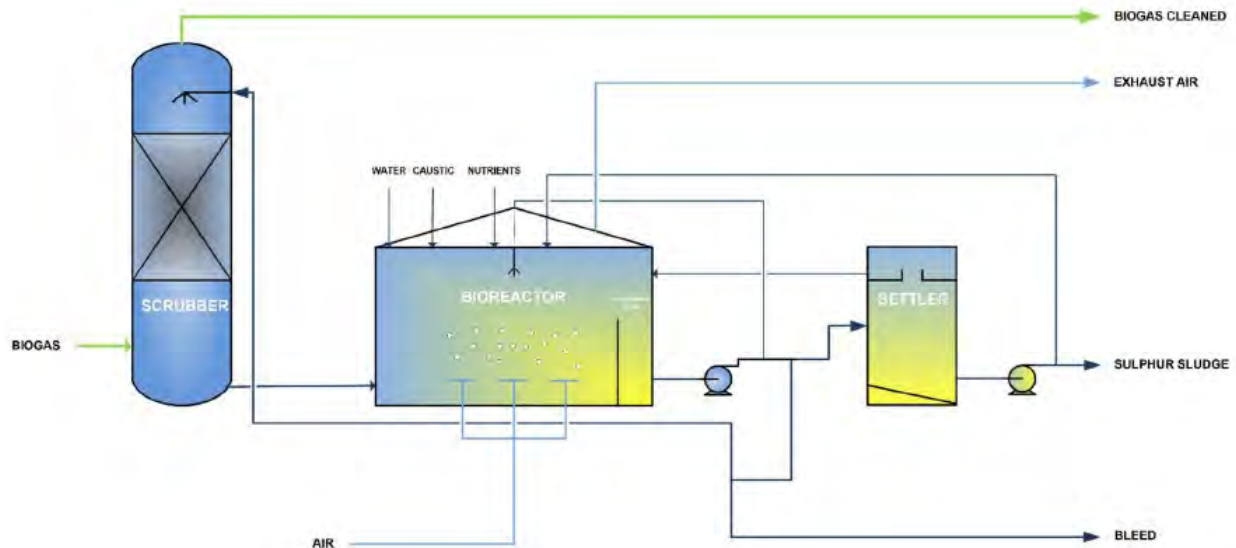 BIOGAS CLEANED
EXHAUST AIR
WATER CAUSTIC NUTRIENTS
SCRUBBER
BIOREACTOR
SETTLER
BIOGAS
SULPHUR SLUDGE
AIR
BLEED